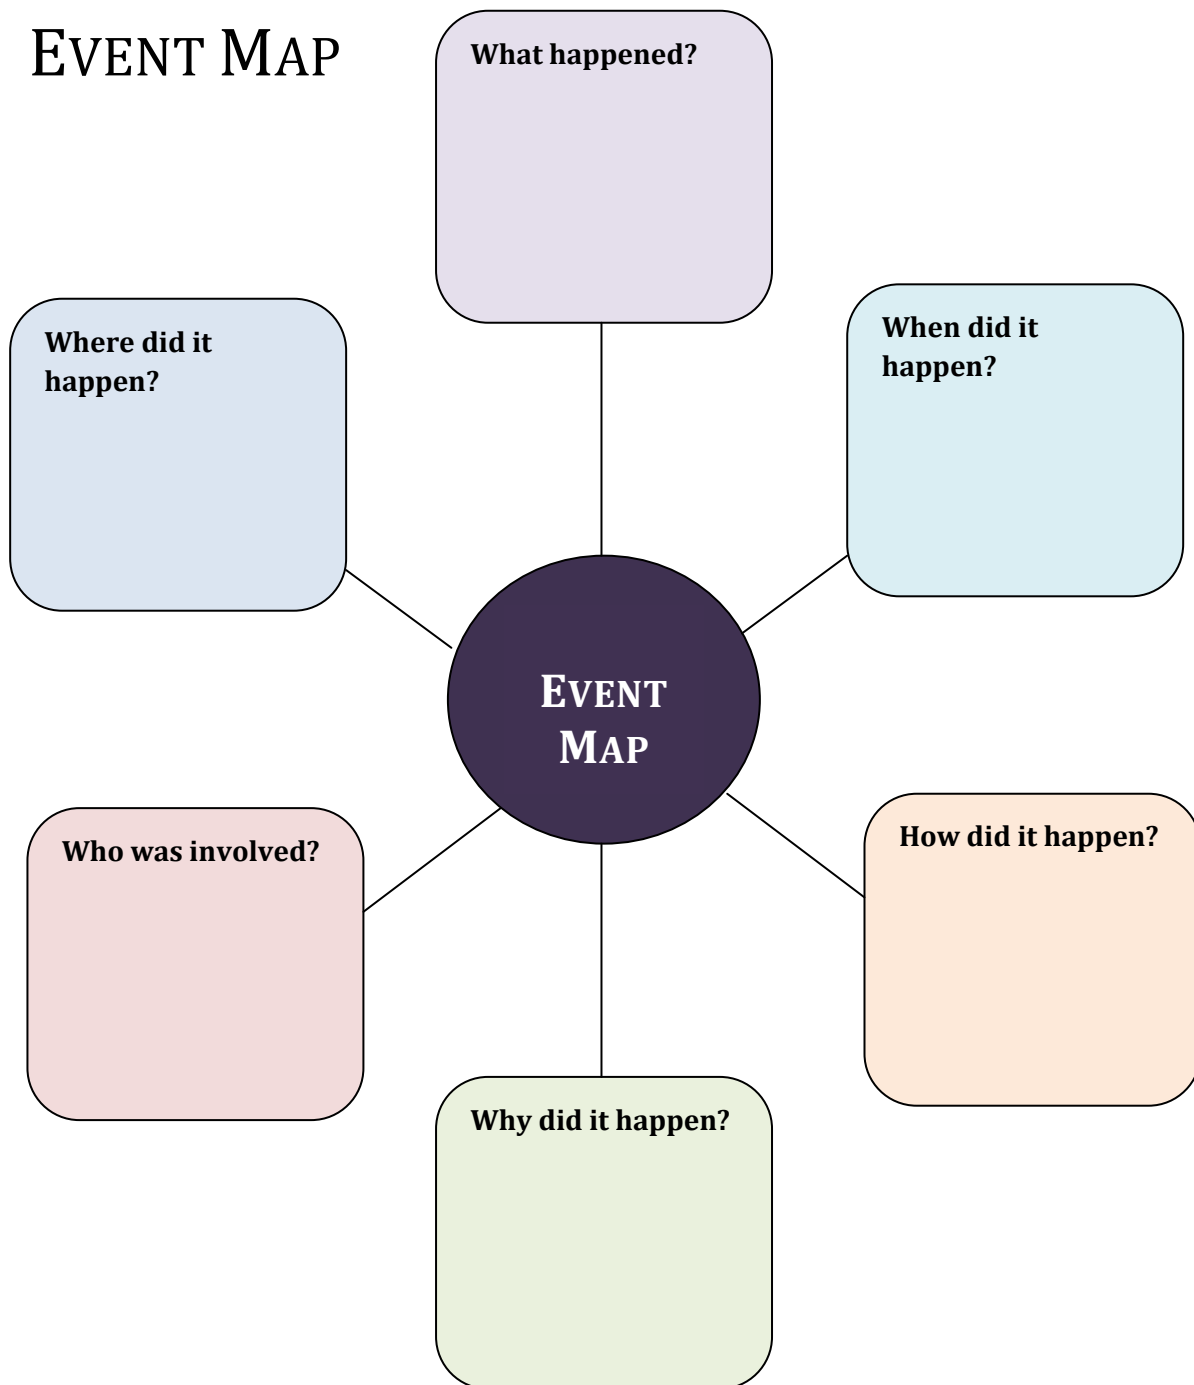 EVENT MAP
What happened?
Where did it
happen?
When did it
happen?
EVENT
MAP
Who was involved?
How did it happen?
Why did it happen?